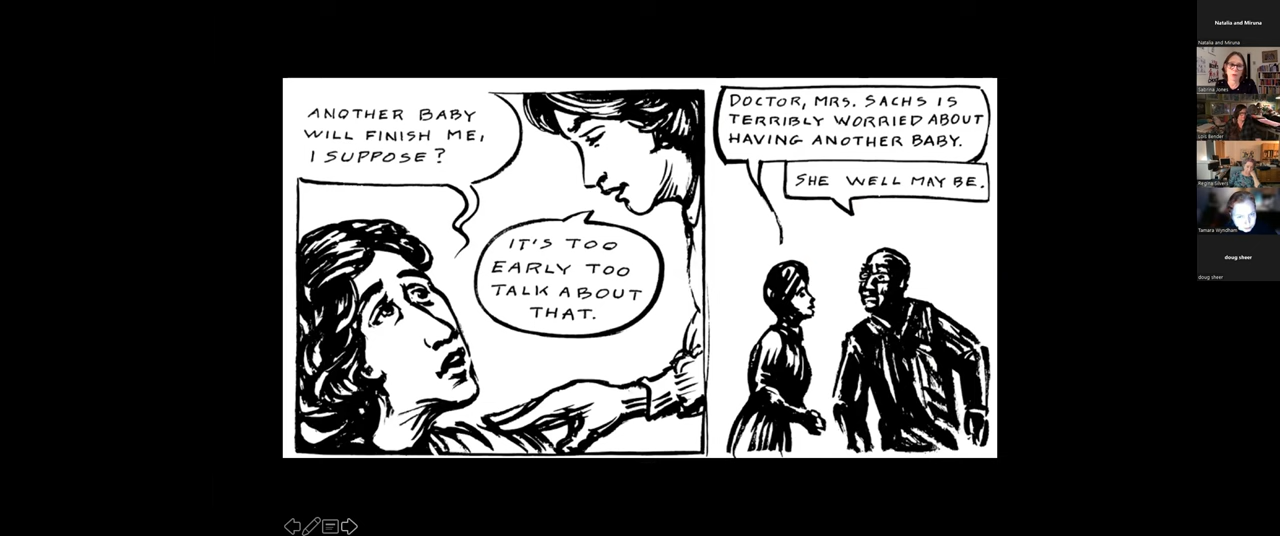 ANOTHER BABY
WILL FINISH ME,
I SUPPOSE?
IT'S TOO
EARLY TOO
TALK ABOUT
THAT.
DOCTOR, MRS. SACHS IS
TERRIBLY WORRIED ABOUT
HAVING ANOTHER BABY.
SHE WELL MAY BE.
Natalia and Miruna
Natalia and Miruna
Sabrina Jones
Lois Bender
Regina Silvers
Tamara Wyndham
doug sheer
doug sheer